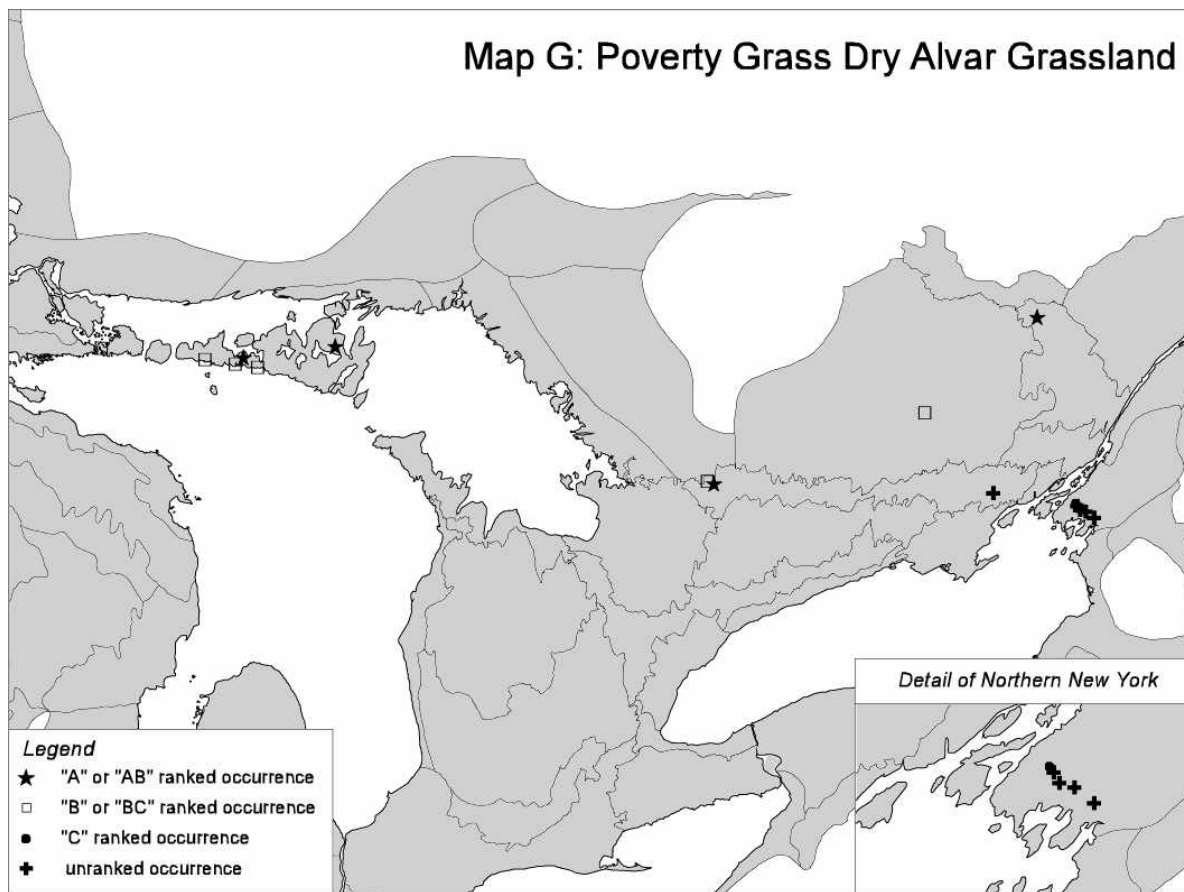 Map G: Poverty Grass Dry Alvar Grassland
Detail of Northern New York
Legend
"A" or "AB" ranked occurrence
"B" or "BC" ranked occurrence
"C" ranked occurrence
unranked occurrence